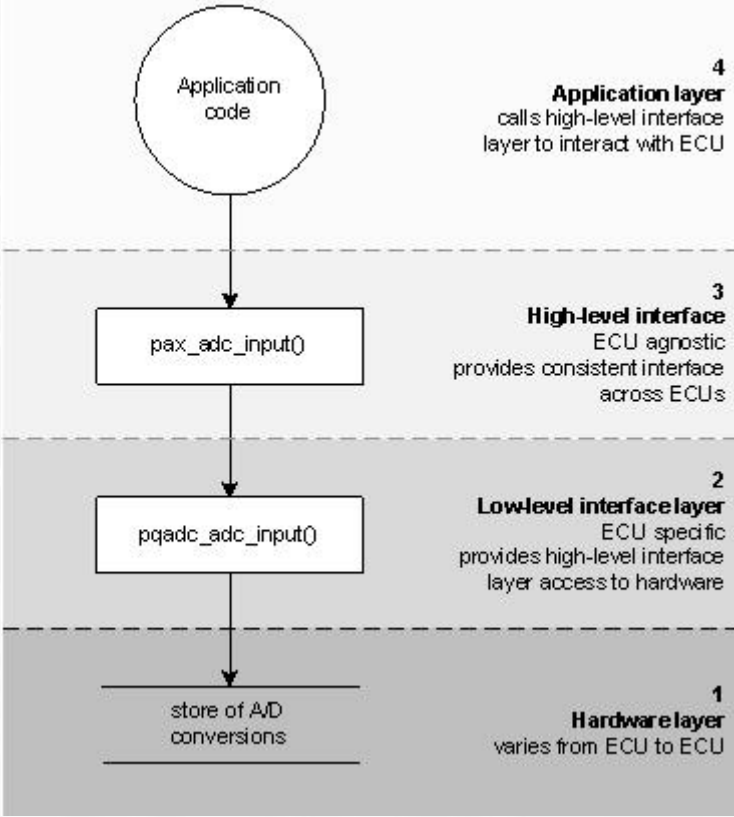 Application
code
4
Application layer
calls high-level interface
layer to interact with ECU
pax_adc_input()
3
High-level interface
ECU agnostic
provides consistent interface
across ECUs
pqadc_adc_input()
2
Low-level interface layer
ECU specific
provides high-level interface
layer access to hardware
store of A/D
conversions
1
Hardware layer
varies from ECU to ECU